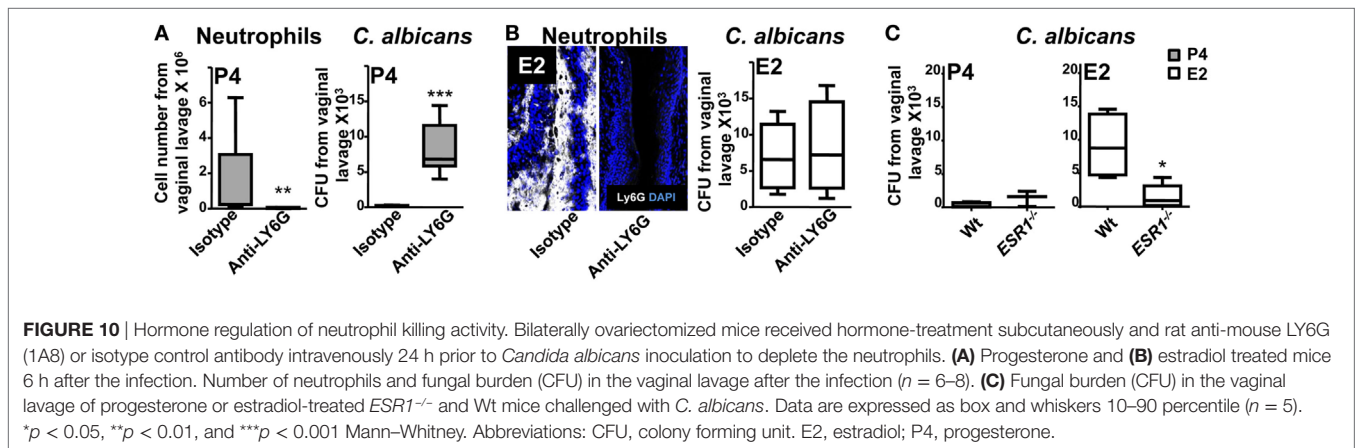 A Neutrophils C. albicans B Neutrophils C. albicans C C. albicans
P4
E2
Cell number from
vaginal lavage X 10⁶
P4
6
4
2
0
**
Isotype
Anti-LY6G
CFU from vaginal
lavage X10³
P4
15
10
5
0
***
Isotype
Anti-LY6G
E2
Ly6G DAPI
Isotype
Anti-LY6G
CFU from vaginal
lavage X10³
E2
20
15
10
5
0
Isotype
Anti-LY6G
CFU from vaginal
lavage X10³
P4
20
15
10
5
0
Wt
ESR1-/-
E2
20
15
10
5
0
*
Wt
ESR1-/-
FIGURE 10 | Hormone regulation of neutrophil killing activity. Bilaterally ovariectomized mice received hormone-treatment subcutaneously and rat anti-mouse LY6G
(1A8) or isotype control antibody intravenously 24 h prior to Candida albicans inoculation to deplete the neutrophils. (A) Progesterone and (B) estradiol treated mice
6 h after the infection. Number of neutrophils and fungal burden (CFU) in the vaginal lavage after the infection (n = 6–8). (C) Fungal burden (CFU) in the vaginal
lavage of progesterone or estradiol-treated ESR1−/− and Wt mice challenged with C. albicans. Data are expressed as box and whiskers 10–90 percentile (n = 5).
*p < 0.05, **p < 0.01, and ***p < 0.001 Mann–Whitney. Abbreviations: CFU, colony forming unit. E2, estradiol; P4, progesterone.